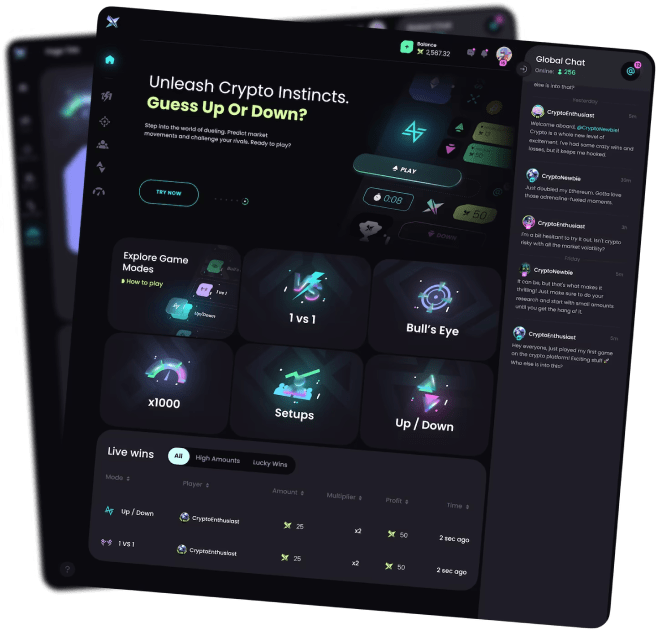 Balance
2,567.32
Unleash Crypto Instincts.
Guess Up Or Down?
Step into the world of dueling. Predict market
movements and challenge your rivals. Ready to play?
TRY NOW
PLAY
0:08
50
Explore Game
Modes
How to play
1 vs 1
Up/Down
1 vs 1
Bull's Eye
x1000
Setups
Up / Down
Live wins
All
High Amounts
Lucky Wins
Mode
Player
Amount
Multiplier
Profit
Time
Up / Down
CryptoEnthusiast
25
x2
50
2 sec ago
1 VS 1
CryptoEnthusiast
25
x2
50
2 sec ago
Global Chat
Online: 256
else is into that?
Yesterday
CryptoEnthusiast
Welcome aboard, @CryptoNewbie!
Crypto is a whole new level of
excitement. I've had some crazy wins and
losses, but it keeps me hooked.
CryptoNewbie
Just doubled my Ethereum. Gotta love
those adrenaline-fused moments.
CryptoEnthusiast
I'm a bit hesitant to try it out. Isn't crypto
risky with all the market volatility?
CryptoNewbie
It can be, but that's what makes it
thrilling! Just make sure to do your
research and start with small amounts
until you get the hang of it.
CryptoEnthusiast
Hey everyone, just played my first game
on the crypto platform! Exciting stuff
Who else is into this?